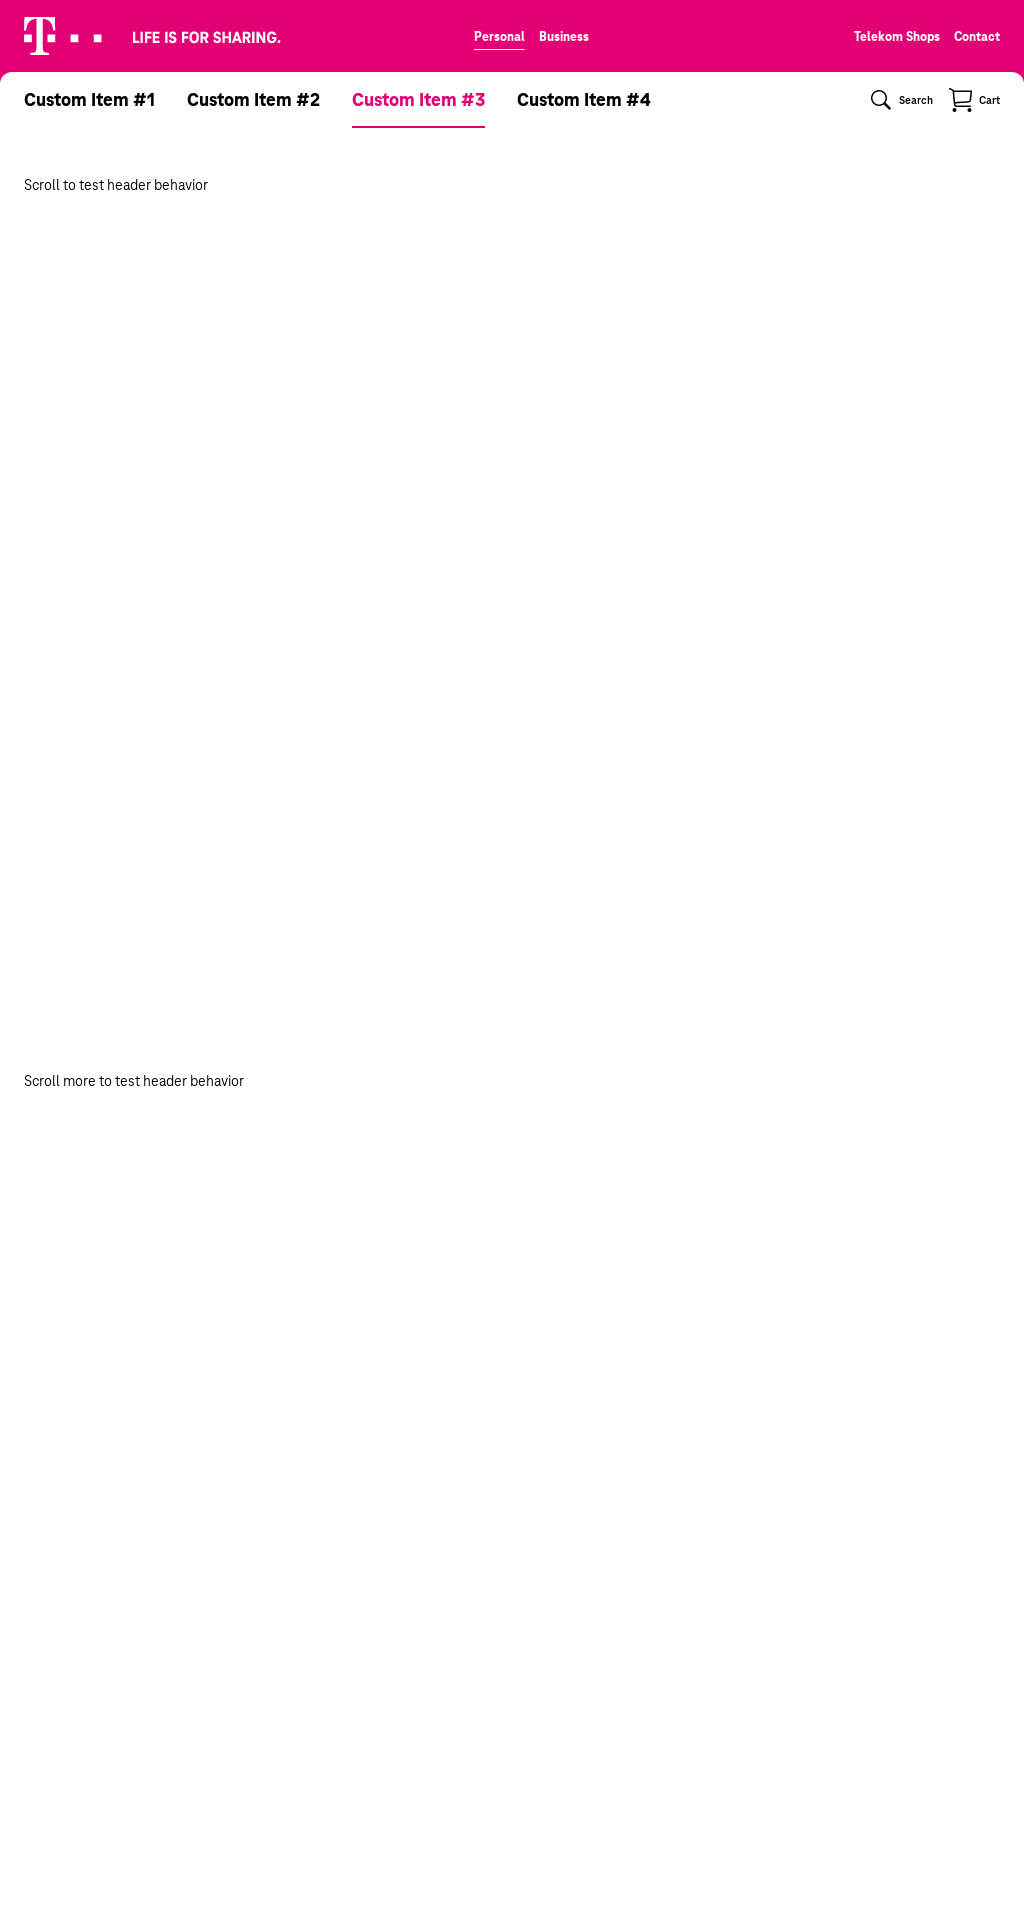 T LIFE IS FOR SHARING. Personal Business Telekom Shops Contact
Custom Item #1 Custom Item #2 Custom Item #3 Custom Item #4 Search Cart
Scroll to test header behavior
Scroll more to test header behavior